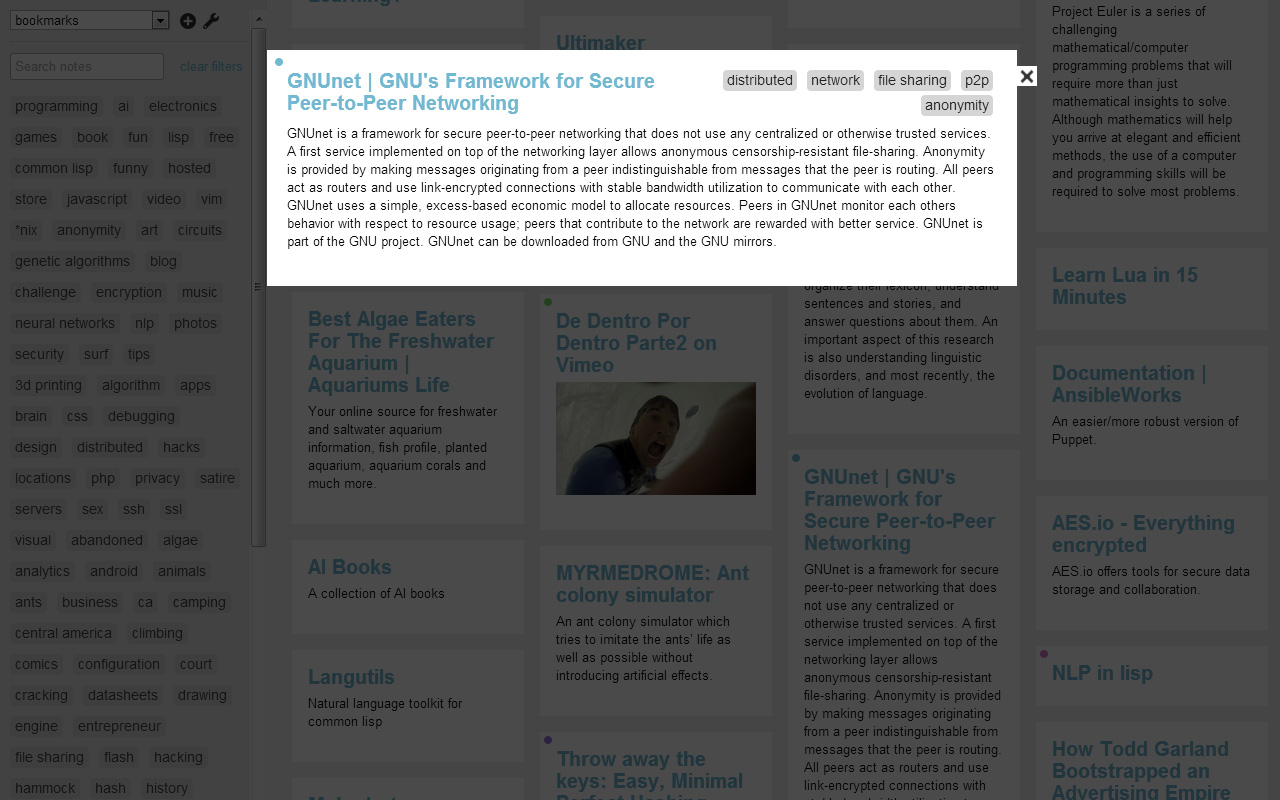 bookmarks
Search notes
clear filters
programming ai electronics
games book fun lisp free
common lisp funny hosted
store javascript video vim
*nix anonymity art circuits
genetic algorithms blog
challenge encryption music
neural networks nlp photos
security surf tips
3d printing algorithm apps
brain css debugging
design distributed hacks
locations php privacy satire
servers sex ssh ssl
visual abandoned algae
analytics android animals
ants business ca camping
central america climbing
comics configuration court
cracking datasheets drawing
engine entrepreneur
file sharing flash hacking
hammock hash history
GNUnet | GNU's Framework for Secure
Peer-to-Peer Networking
distributed network file sharing p2p
anonymity
GNUnet is a framework for secure peer-to-peer networking that does not use any centralized or otherwise trusted services.
A first service implemented on top of the networking layer allows anonymous censorship-resistant file-sharing. Anonymity
is provided by making messages originating from a peer indistinguishable from messages that the peer is routing. All peers
act as routers and use link-encrypted connections with stable bandwidth utilization to communicate with each other.
GNUnet uses a simple, excess-based economic model to allocate resources. Peers in GNUnet monitor each others
behavior with respect to resource usage; peers that contribute to the network are rewarded with better service. GNUnet is
part of the GNU project. GNUnet can be downloaded from GNU and the GNU mirrors.
Best Algae Eaters
For The Freshwater
Aquarium |
Aquariums Life
Your online source for freshwater
and saltwater aquarium
information, fish profile, planted
aquarium, aquarium corals and
much more.
AI Books
A collection of AI books
Langutils
Natural language toolkit for
common lisp
Ultimaker
De Dentro Por
Dentro Parte2 on
Vimeo
MYRMEDROME: Ant
colony simulator
An ant colony simulator which
tries to imitate the ants' life as
well as possible without
introducing artificial effects.
Throw away the
keys: Easy, Minimal
Perfect Hashing
organize their lexicon, understand
sentences and stories, and
answer questions about them. An
important aspect of this research
is also understanding linguistic
disorders, and most recently, the
evolution of language.
GNUnet | GNU's
Framework for
Secure Peer-to-Peer
Networking
GNUnet is a framework for secure
peer-to-peer networking that does
not use any centralized or
otherwise trusted services. A first
service implemented on top of the
networking layer allows
anonymous censorship-resistant
file-sharing. Anonymity is provided
by making messages originating
from a peer indistinguishable from
messages that the peer is routing.
All peers act as routers and use
link-encrypted connections with
Project Euler is a series of
challenging
mathematical/computer
programming problems that will
require more than just
mathematical insights to solve.
Although mathematics will help
you arrive at elegant and efficient
methods, the use of a computer
and programming skills will be
required to solve most problems.
Learn Lua in 15
Minutes
Documentation |
AnsibleWorks
An easier/more robust version of
Puppet.
AES.io - Everything
encrypted
AES.io offers tools for secure data
storage and collaboration.
NLP in lisp
How Todd Garland
Bootstrapped an
Advertising Empire